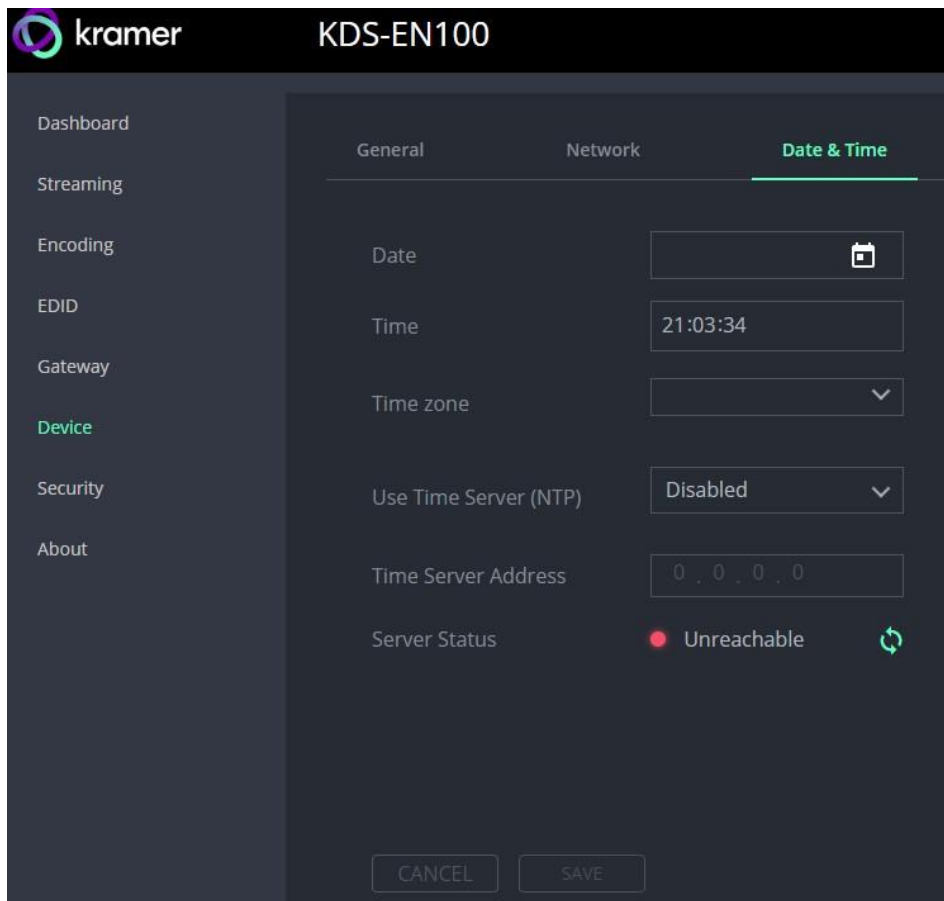 kramer
KDS-EN100
Dashboard
Streaming
Encoding
EDID
Gateway
Device
Security
About
General
Network
Date & Time
Date
Time
21:03:34
Time zone
Use Time Server (NTP)
Disabled
Time Server Address
0 . 0 . 0 . 0
Server Status
Unreachable
CANCEL
SAVE